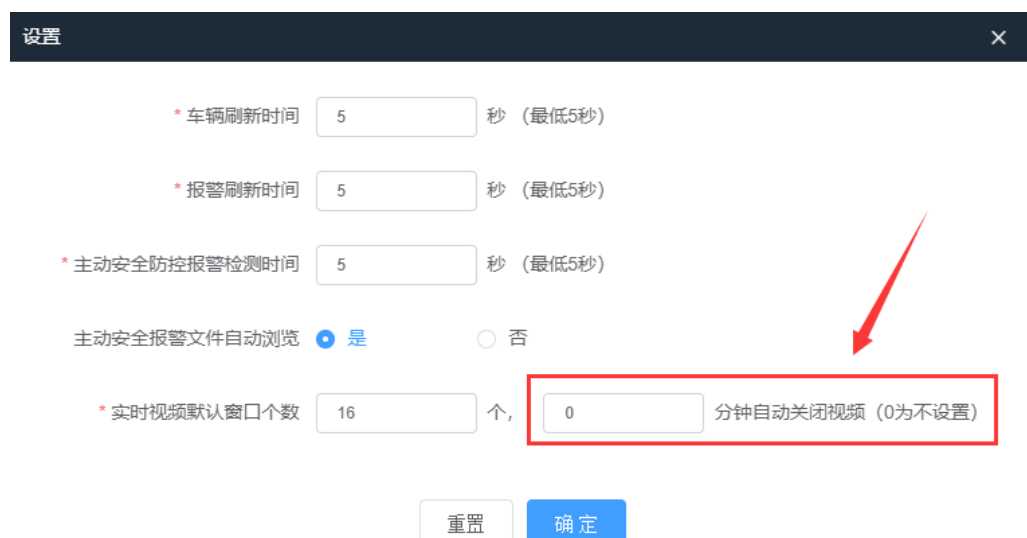 设置
* 车辆刷新时间 5 秒 (最低5秒)
* 报警刷新时间 5 秒 (最低5秒)
* 主动安全防控报警检测时间 5 秒 (最低5秒)
主动安全报警文件自动浏览 是 否
* 实时视频默认窗口个数 16 个, 0 分钟自动关闭视频 (0为不设置)
重置 确定